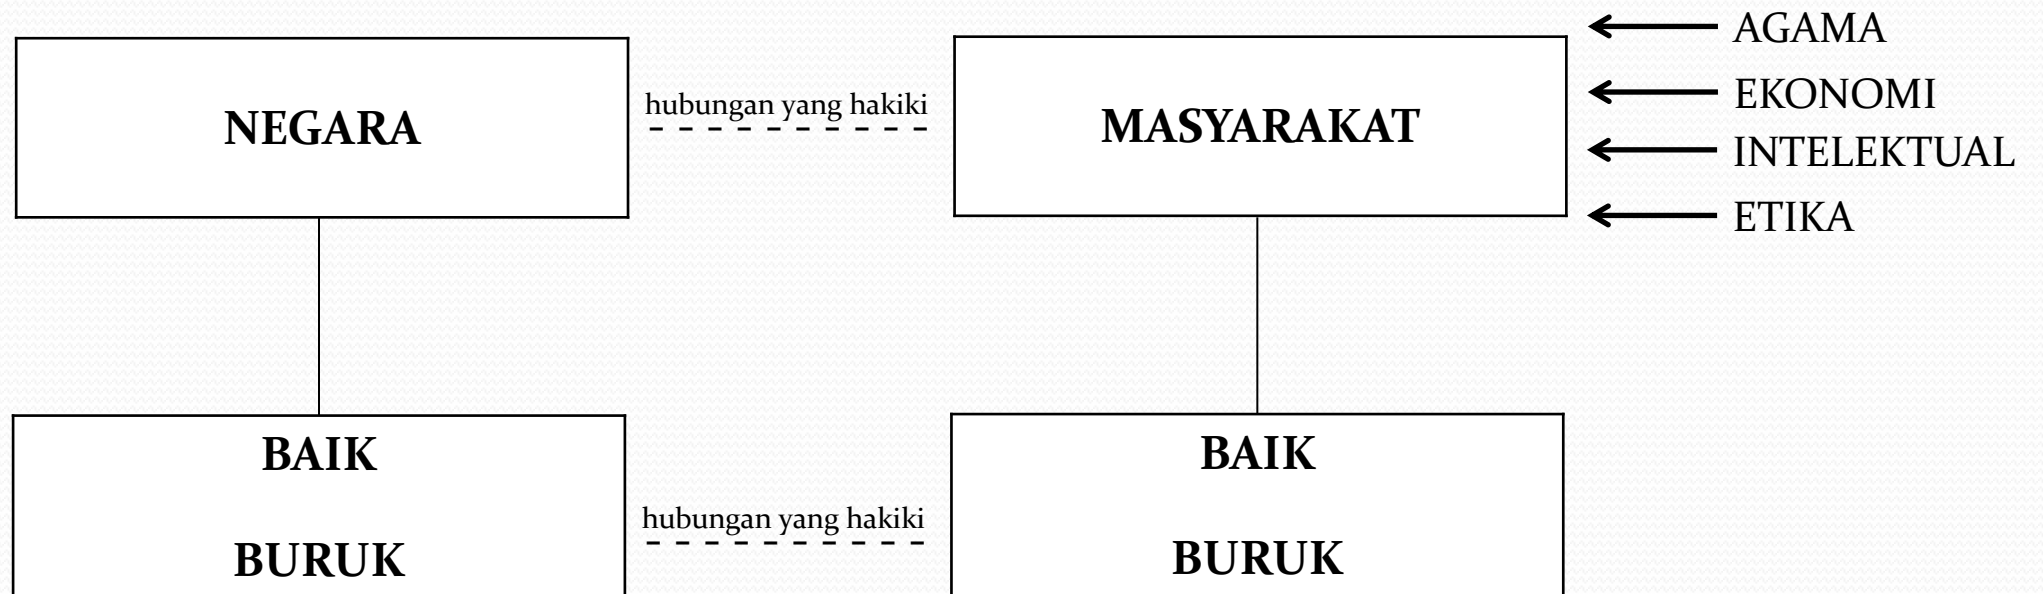 NEGARA
hubungan yang hakiki
MASYARAKAT
AGAMA
EKONOMI
INTELEKTUAL
ETIKA
BAIK
BURUK
hubungan yang hakiki
BAIK
BURUK